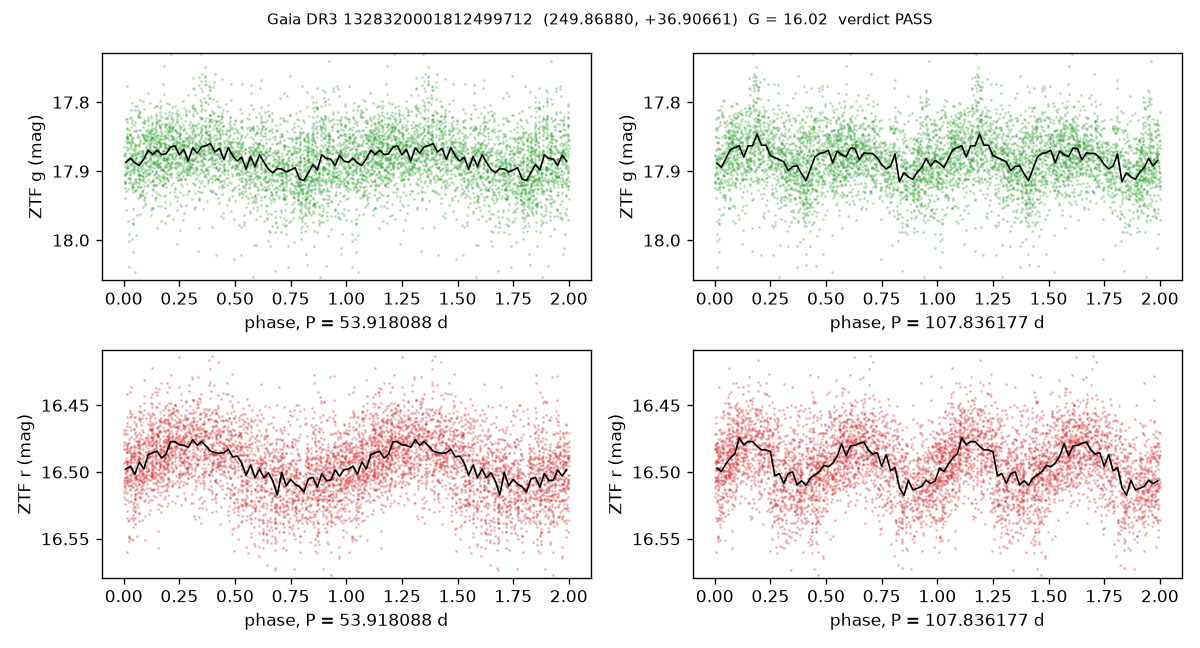 Gaia DR3 1328320001812499712 (249.86880, +36.90661) G = 16.02 verdict PASS
ZTF g (mag)
17.8
17.9
18.0
0.00 0.25 0.50 0.75 1.00 1.25 1.50 1.75 2.00
phase, P = 53.918088 d
ZTF g (mag)
17.8
17.9
18.0
0.00 0.25 0.50 0.75 1.00 1.25 1.50 1.75 2.00
phase, P = 107.836177 d
ZTF r (mag)
16.45
16.50
16.55
0.00 0.25 0.50 0.75 1.00 1.25 1.50 1.75 2.00
phase, P = 53.918088 d
ZTF r (mag)
16.45
16.50
16.55
0.00 0.25 0.50 0.75 1.00 1.25 1.50 1.75 2.00
phase, P = 107.836177 d